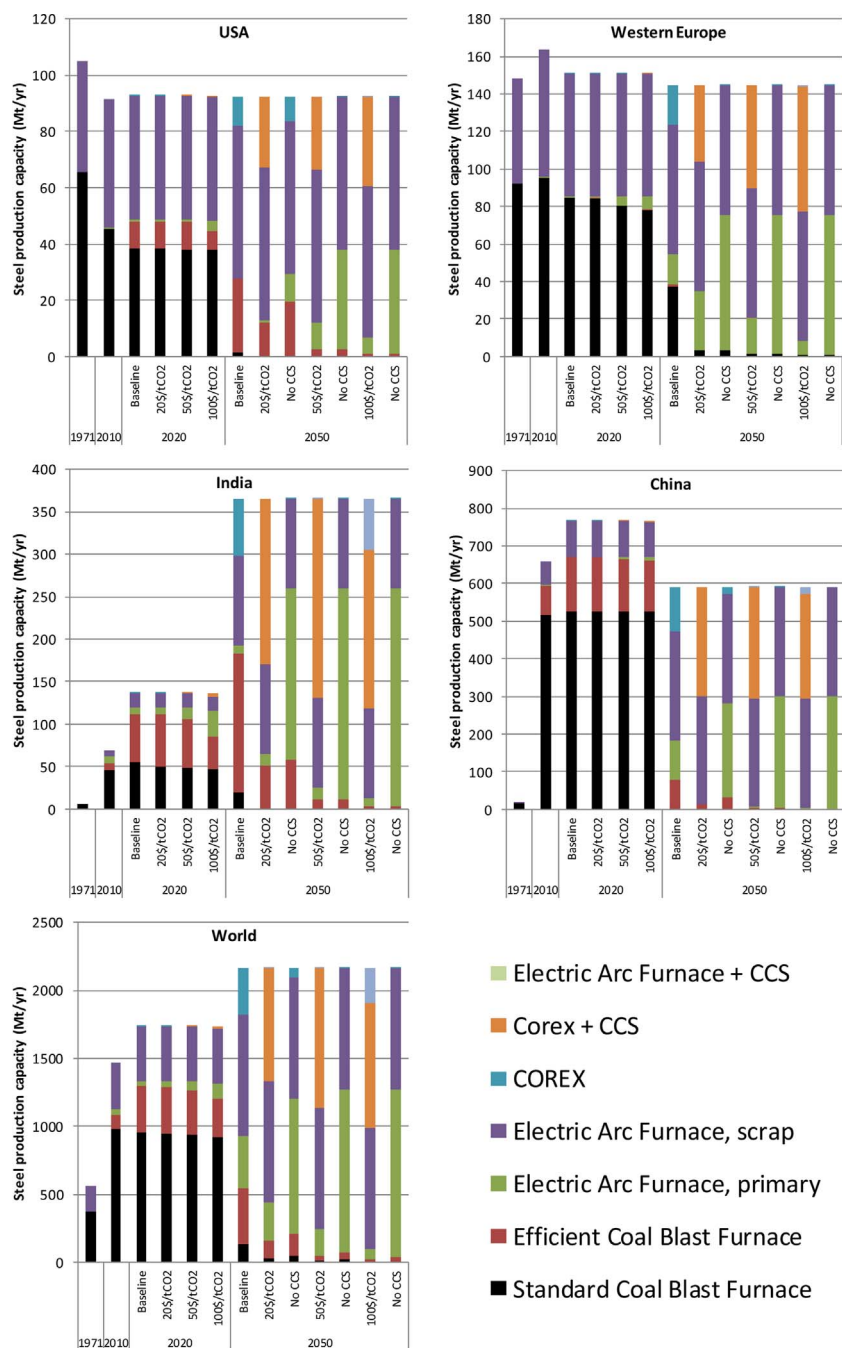 USA
Steel production capacity (Mt/yr)
120
100
80
60
40
20
0
Baseline
20$/tCO2
50$/tCO2
100$/tCO2
Baseline
20$/tCO2
No CCS
50$/tCO2
No CCS
100$/tCO2
No CCS
1971 2010 2020 2050
Western Europe
Steel production capacity (Mt/yr)
180
160
140
120
100
80
60
40
20
0
Baseline
20$/tCO2
50$/tCO2
100$/tCO2
Baseline
20$/tCO2
No CCS
50$/tCO2
No CCS
100$/tCO2
No CCS
1971 2010 2020 2050
India
Steel production capacity (Mt/yr)
400
350
300
250
200
150
100
50
0
Baseline
20$/tCO2
50$/tCO2
100$/tCO2
Baseline
20$/tCO2
No CCS
50$/tCO2
No CCS
100$/tCO2
No CCS
1971 2010 2020 2050
China
Steel production capacity (Mt/yr)
900
800
700
600
500
400
300
200
100
0
Baseline
20$/tCO2
50$/tCO2
100$/tCO2
Baseline
20$/tCO2
No CCS
50$/tCO2
No CCS
100$/tCO2
No CCS
1971 2010 2020 2050
World
Steel production capacity (Mt/yr)
2500
2000
1500
1000
500
0
Baseline
20$/tCO2
50$/tCO2
100$/tCO2
Baseline
20$/tCO2
No CCS
50$/tCO2
No CCS
100$/tCO2
No CCS
1971 2010 2020 2050
Electric Arc Furnace + CCS
Corex + CCS
COREX
Electric Arc Furnace, scrap
Electric Arc Furnace, primary
Efficient Coal Blast Furnace
Standard Coal Blast Furnace